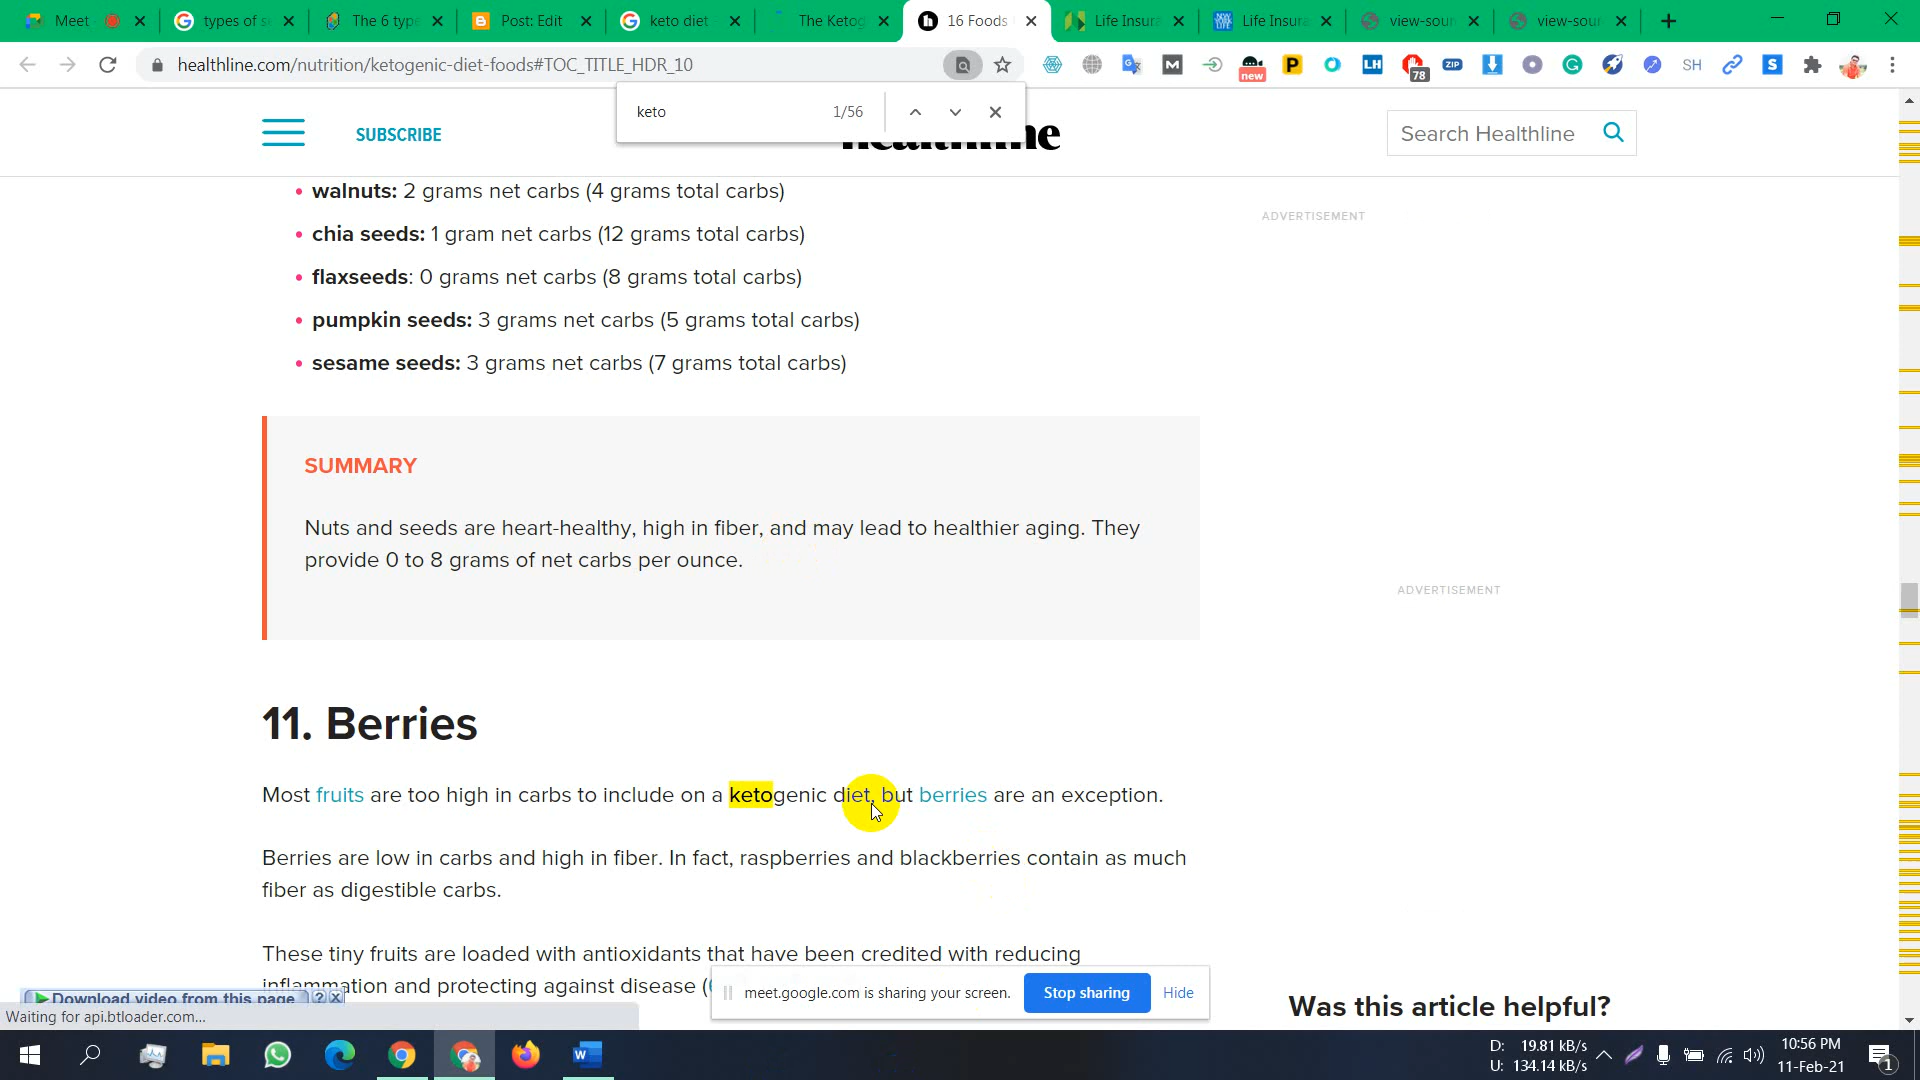 Meet
types of s
The 6 type
Post: Edit
keto diet
The Ketog
16 Foods
Life Insura
Life Insura
view-sour
view-sour
healthline.com/nutrition/ketogenic-diet-foods#TOC_TITLE_HDR_10
new
78
LH
ZIP
SH
keto
1/56
SUBSCRIBE
healthline
Search Healthline
walnuts: 2 grams net carbs (4 grams total carbs)
ADVERTISEMENT
chia seeds: 1 gram net carbs (12 grams total carbs)
flaxseeds: 0 grams net carbs (8 grams total carbs)
pumpkin seeds: 3 grams net carbs (5 grams total carbs)
sesame seeds: 3 grams net carbs (7 grams total carbs)
SUMMARY
Nuts and seeds are heart-healthy, high in fiber, and may lead to healthier aging. They
provide 0 to 8 grams of net carbs per ounce.
ADVERTISEMENT
11. Berries
Most fruits are too high in carbs to include on a ketogenic diet, but berries are an exception.
Berries are low in carbs and high in fiber. In fact, raspberries and blackberries contain as much
fiber as digestible carbs.
These tiny fruits are loaded with antioxidants that have been credited with reducing
inflammation and protecting against disease (
meet.google.com is sharing your screen.
Stop sharing
Hide
Was this article helpful?
Download video from this page
Waiting for api.btloader.com...
D: 19.81 kB/s
U: 134.14 kB/s
10:56 PM
11-Feb-21
1